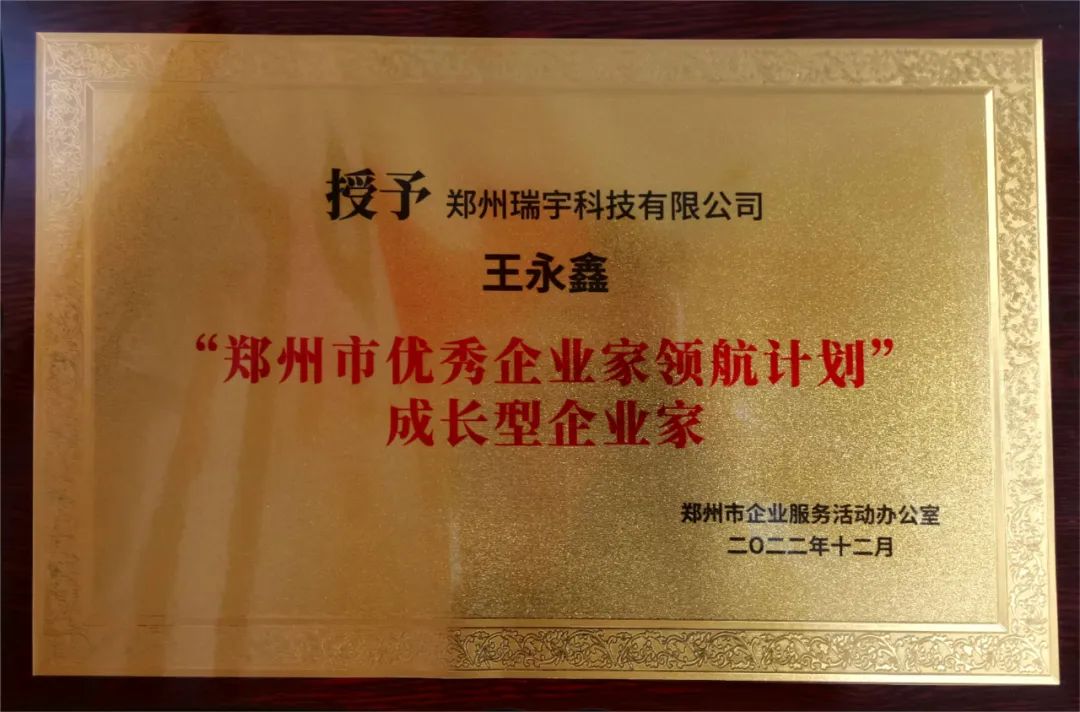 授予 郑州瑞宇科技有限公司
王永鑫
“郑州市优秀企业家领航计划”
成长型企业家
郑州市企业服务活动办公室
二〇二二年十二月